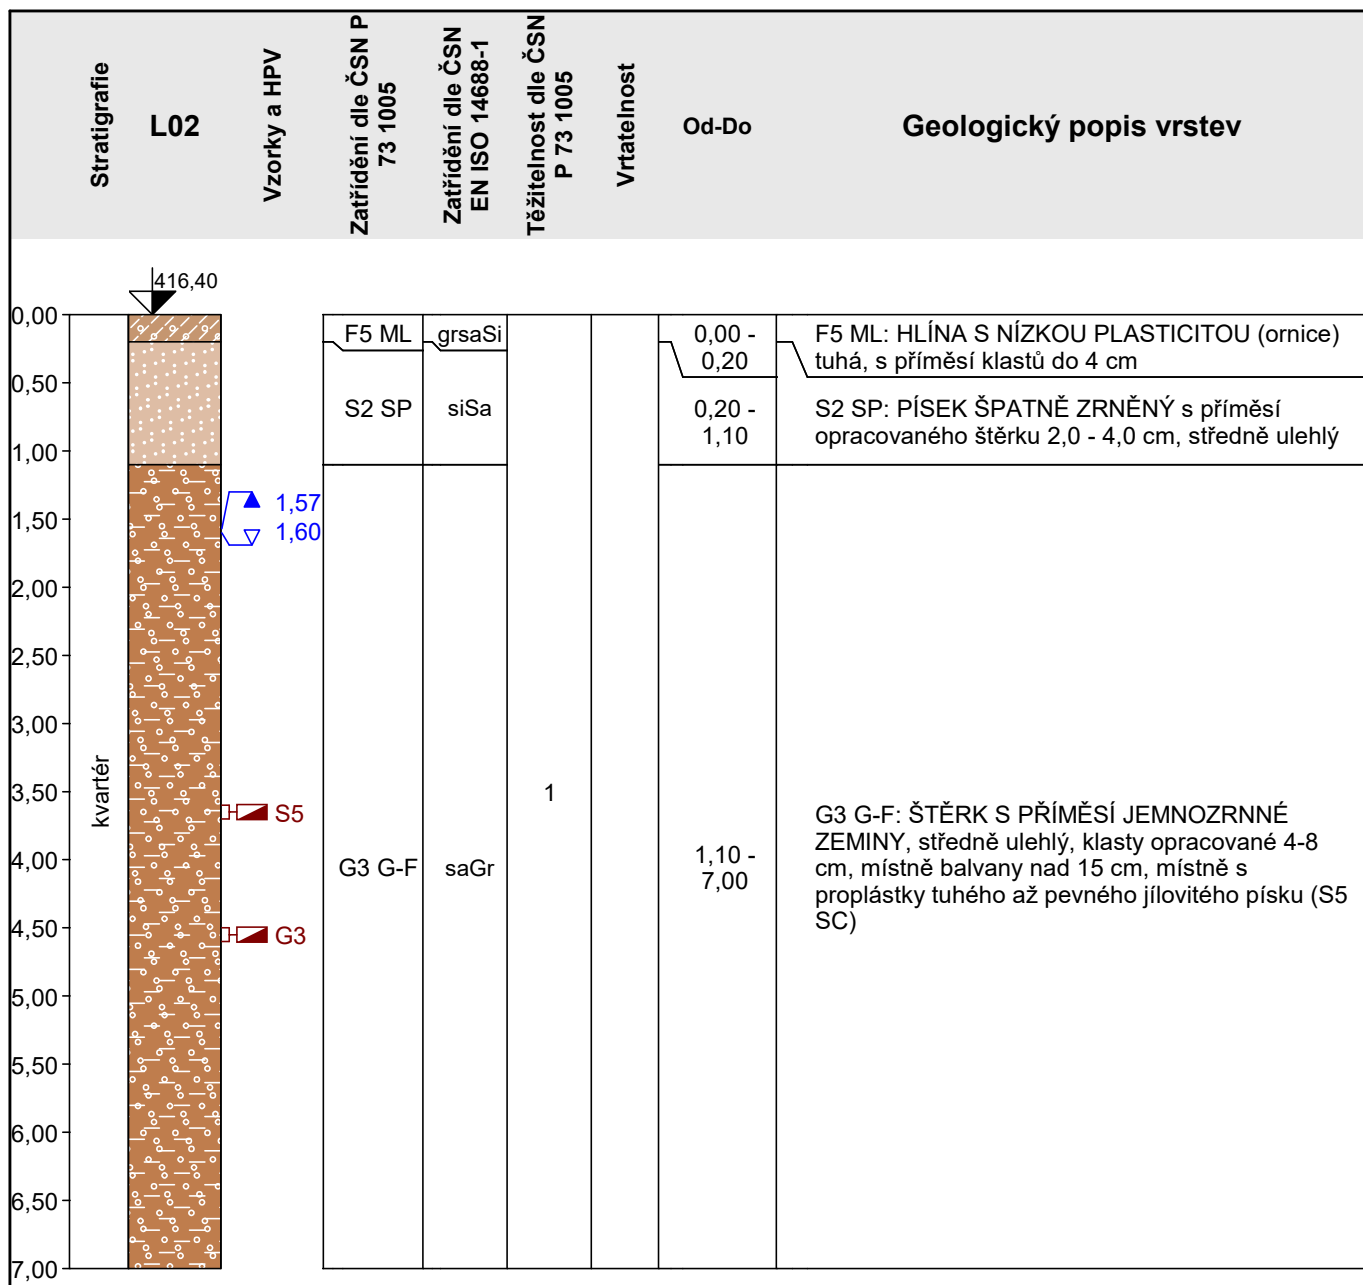 Stratigrafie
L02
Vzorky a HPV
Zatřídění dle ČSN P
73 1005
Zatřídění dle ČSN
EN ISO 14688-1
Těžitelnost dle ČSN
P 73 1005
Vrtatelnost
Od-Do
Geologický popis vrstev
416,40
0,00
0,50
1,00
1,50
2,00
2,50
3,00
3,50
4,00
4,50
5,00
5,50
6,00
6,50
7,00
kvartér
1,57
1,60
S5
G3
F5 ML
grsaSi
0,00 -
0,20
F5 ML: HLÍNA S NÍZKOU PLASTICITOU (ornice)
tuhá, s příměsí klastů do 4 cm
S2 SP
siSa
0,20 -
1,10
S2 SP: PÍSEK ŠPATNĚ ZRNĚNÝ s příměsí
opracovaného štěrku 2,0 - 4,0 cm, středně ulehlý
G3 G-F
saGr
1
1,10 -
7,00
G3 G-F: ŠTĚRK S PŘÍMĚSÍ JEMNOZRNNÉ
ZEMINY, středně ulehlý, klasty opracované 4-8
cm, místně balvany nad 15 cm, místně s
proplástky tuhého až pevného jílovitého písku (S5
SC)